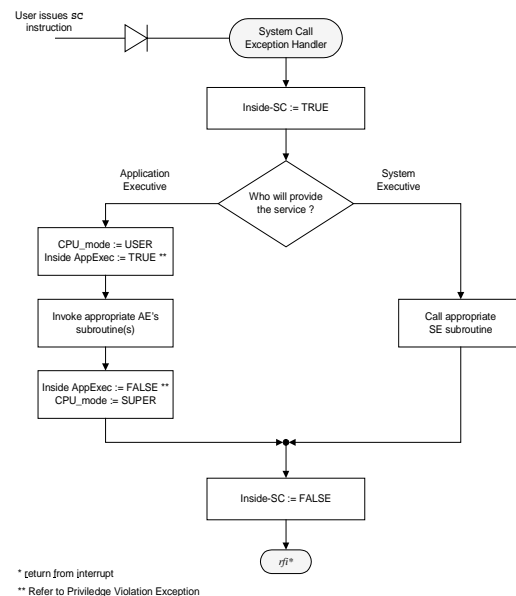 User issues sc
instruction
System Call
Exception Handler
Inside-SC := TRUE
Application
Executive
Who will provide
the service ?
System
Executive
CPU_mode := USER
Inside AppExec := TRUE **
Invoke appropriate AE's
subroutine(s)
Call appropriate
SE subroutine
Inside AppExec := FALSE **
CPU_mode := SUPER
Inside-SC := FALSE
rfi*
* return from interrupt
** Refer to Priviledge Violation Exception